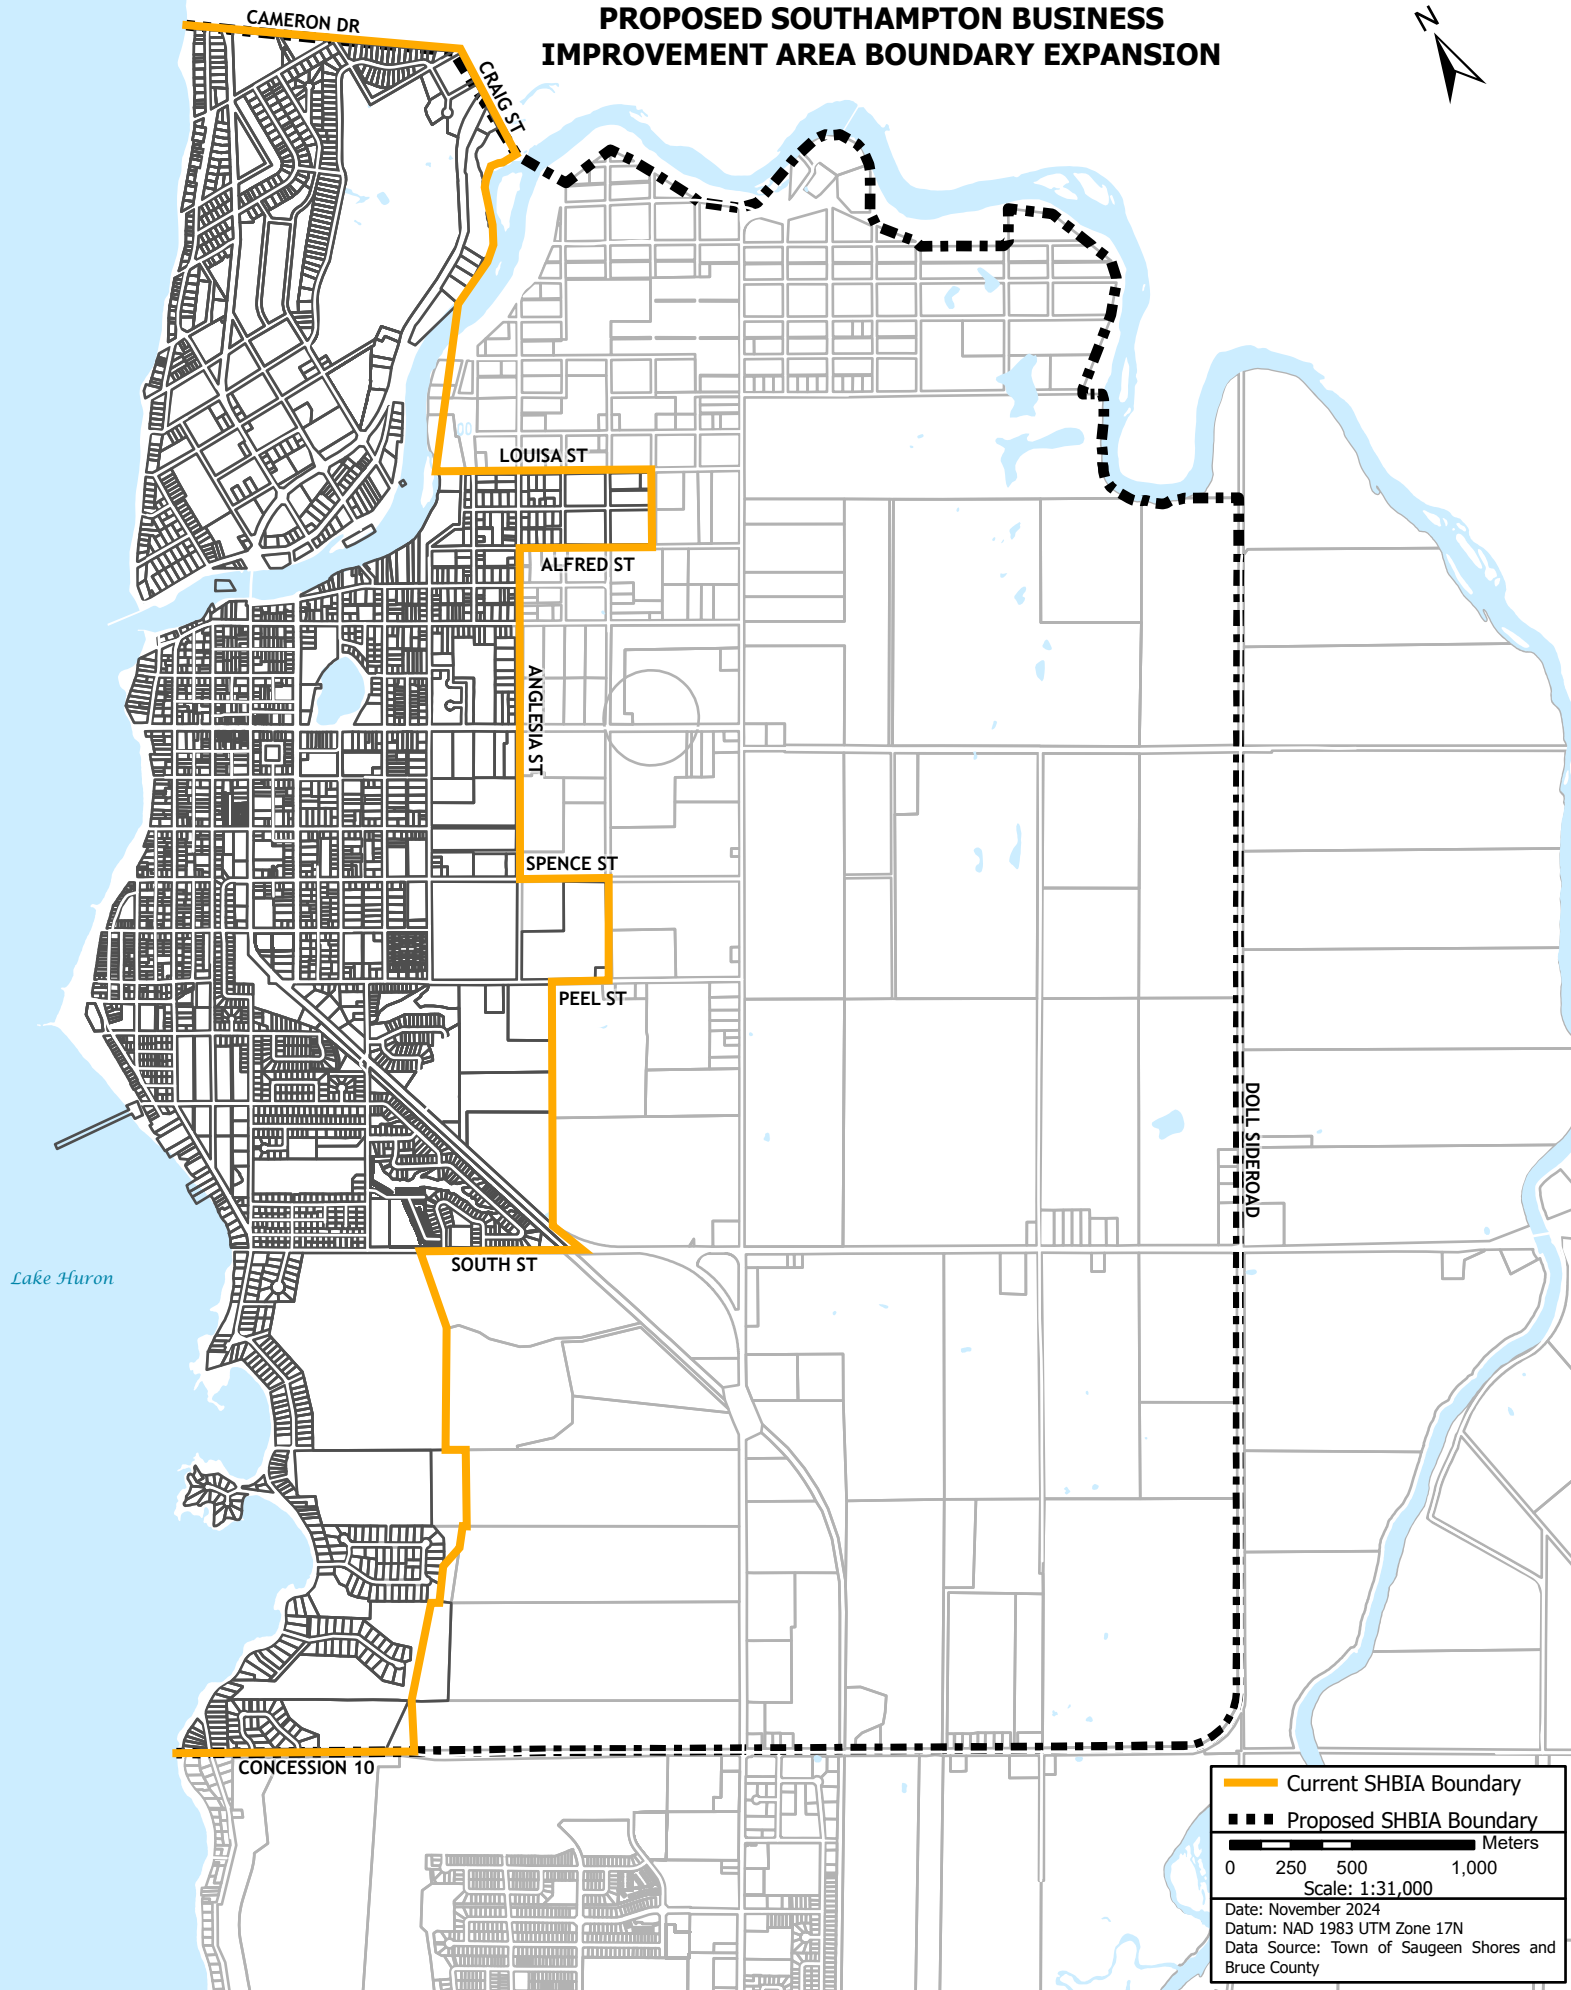 PROPOSED SOUTHAMPTON BUSINESS
IMPROVEMENT AREA BOUNDARY EXPANSION
N
CAMERON DR
CRAIG ST
LOUISA ST
ALFRED ST
ANGLESIA ST
SPENCE ST
PEEL ST
DOLL SIDEROAD
SOUTH ST
Lake Huron
CONCESSION 10
Current SHBIA Boundary
Proposed SHBIA Boundary
Meters
0 250 500 1,000
Scale: 1:31,000
Date: November 2024
Datum: NAD 1983 UTM Zone 17N
Data Source: Town of Saugeen Shores and
Bruce County